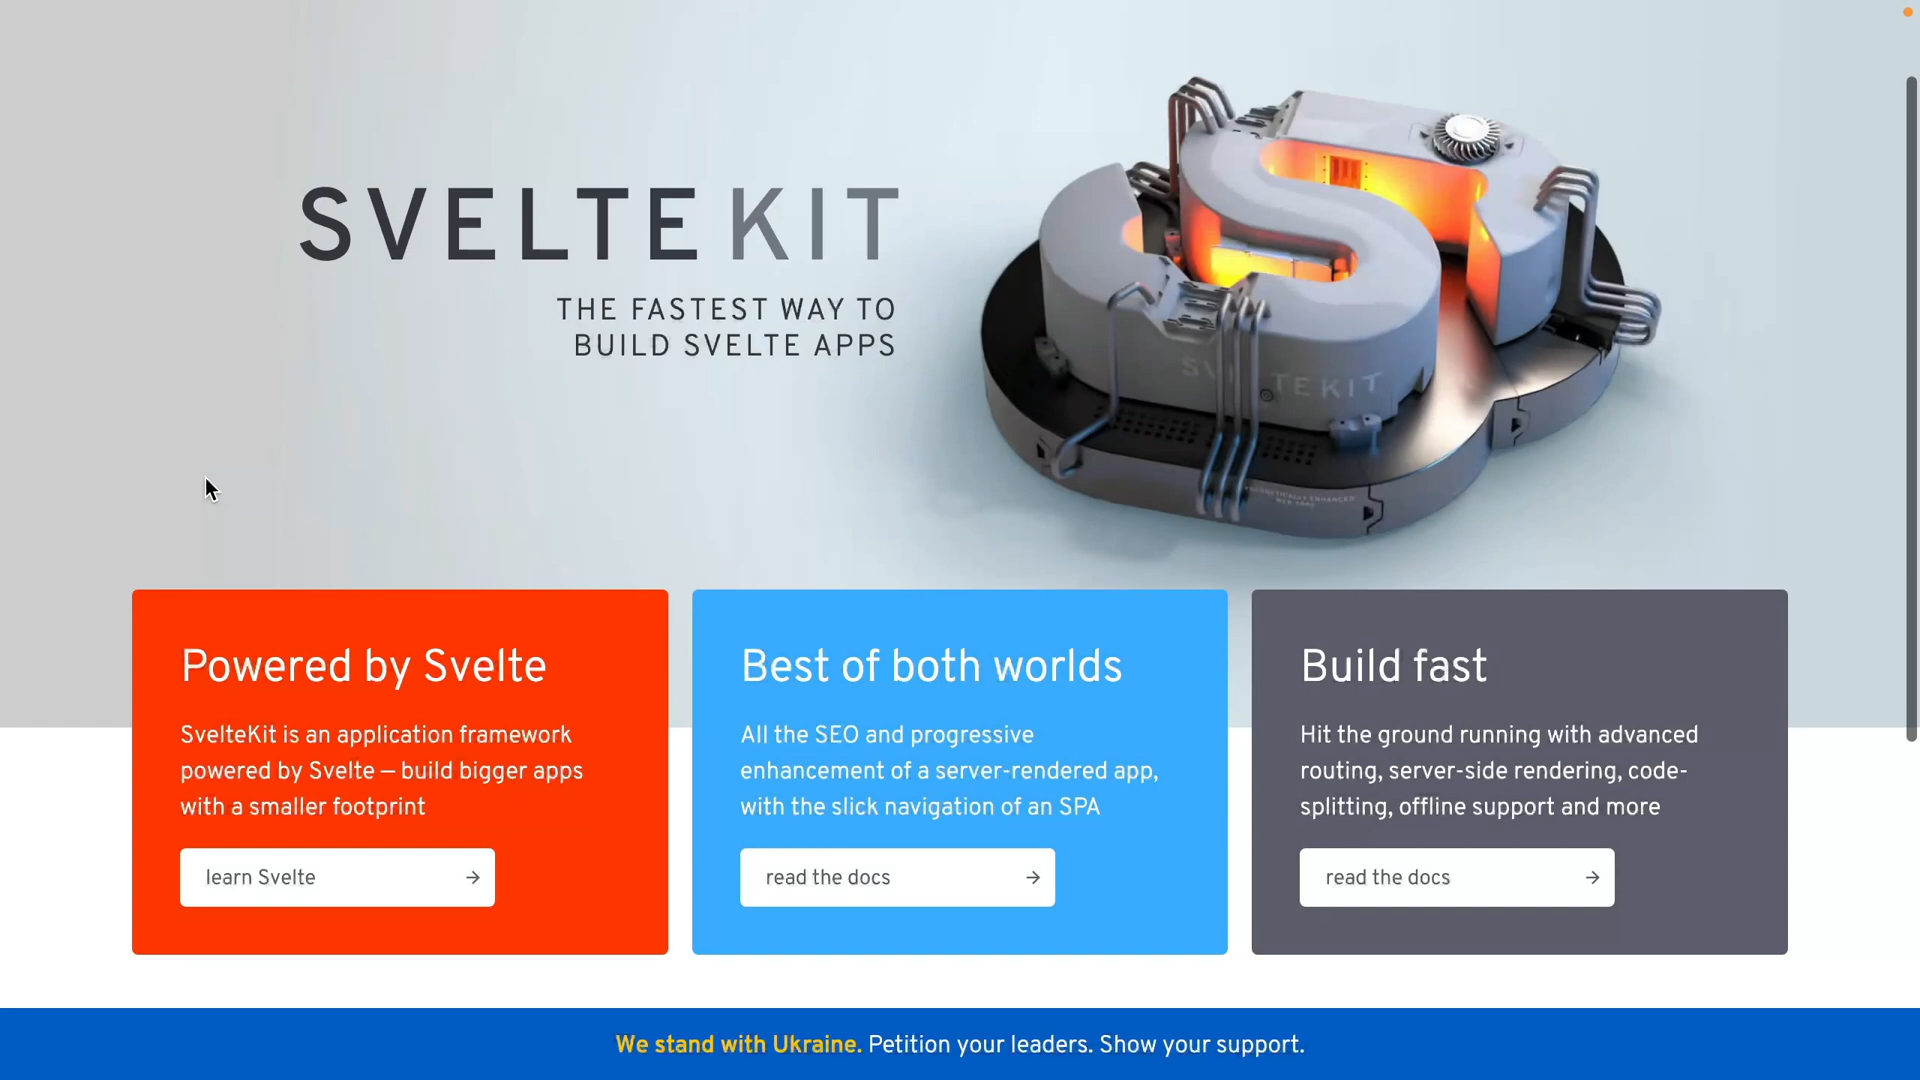 SVELTEKIT
THE FASTEST WAY TO
BUILD SVELTE APPS
TEKIT
Powered by Svelte
SvelteKit is an application framework
powered by Svelte – build bigger apps
with a smaller footprint
learn Svelte →
Best of both worlds
All the SEO and progressive
enhancement of a server-rendered app,
with the slick navigation of an SPA
read the docs →
Build fast
Hit the ground running with advanced
routing, server-side rendering, code-
splitting, offline support and more
read the docs →
We stand with Ukraine. Petition your leaders. Show your support.